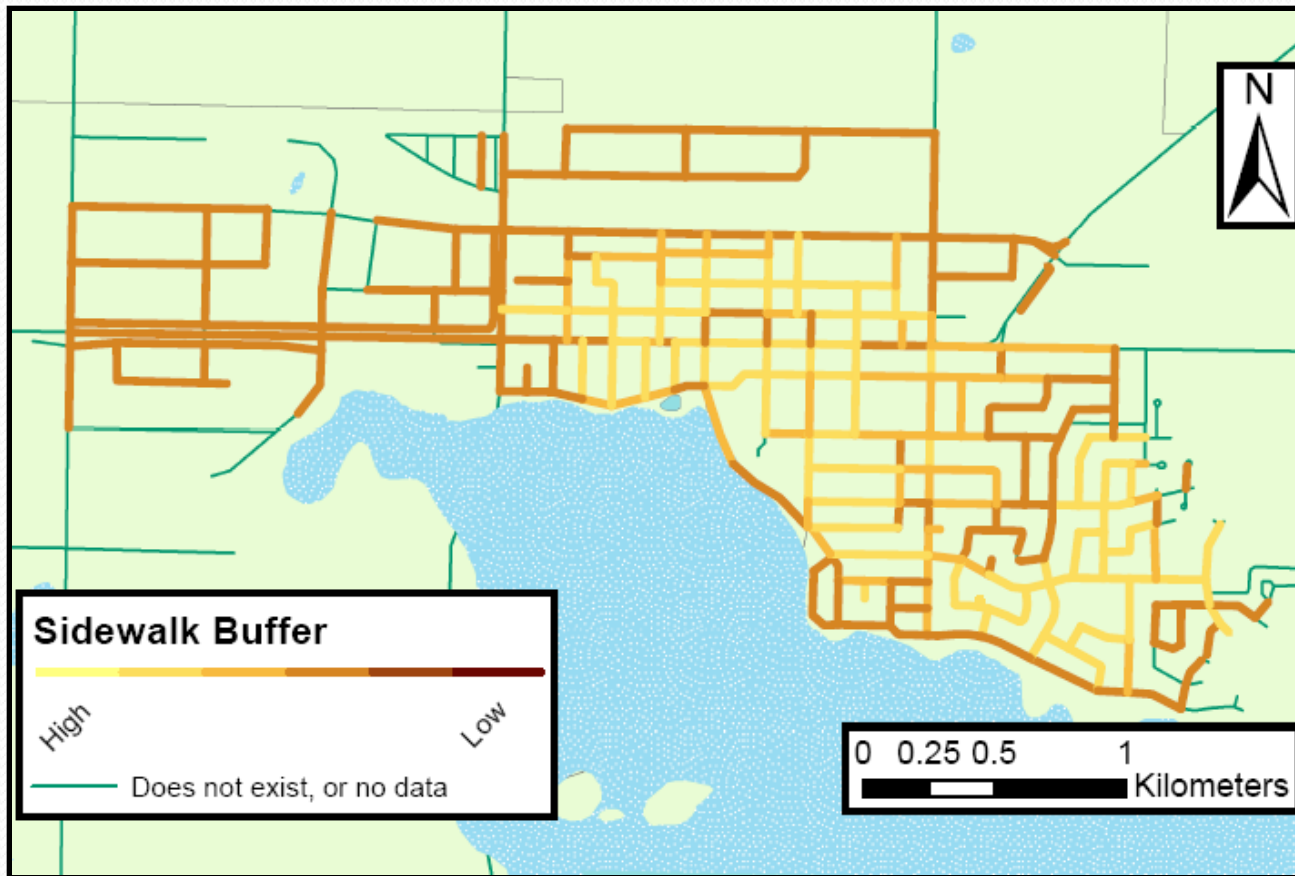 N
Sidewalk Buffer
High
Low
Does not exist, or no data
0 0.25 0.5 1
Kilometers